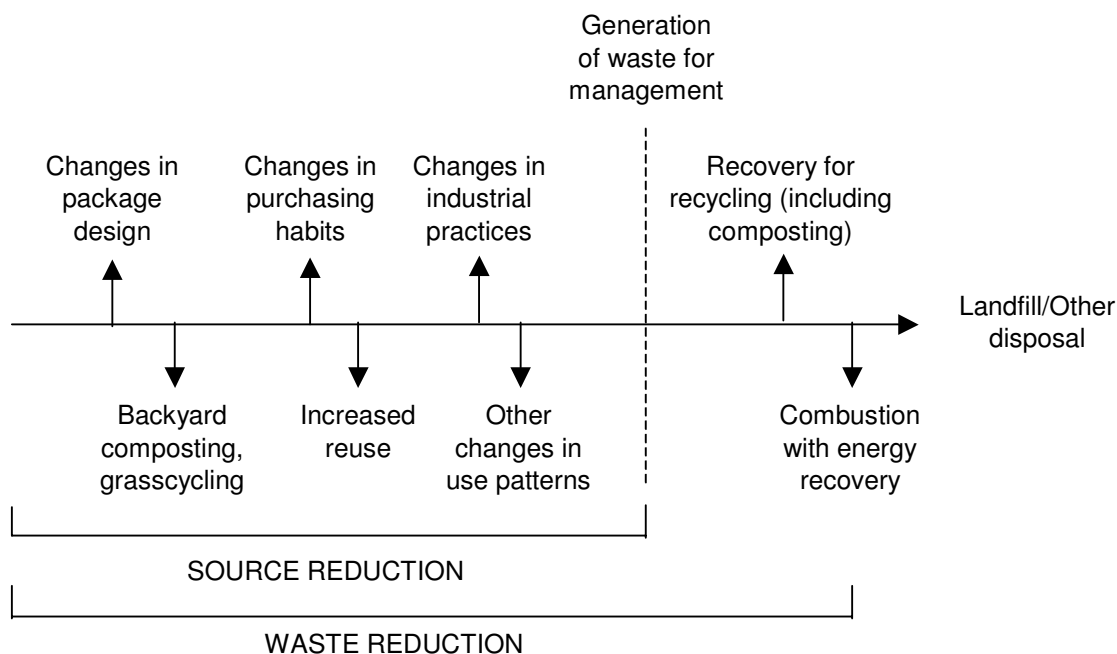 Generation
of waste for
management
Changes in
package
design
Changes in
purchasing
habits
Changes in
industrial
practices
Recovery for
recycling (including
composting)
Landfill/Other
disposal
Backyard
composting,
grasscycling
Increased
reuse
Other
changes in
use patterns
Combustion
with energy
recovery
SOURCE REDUCTION
WASTE REDUCTION